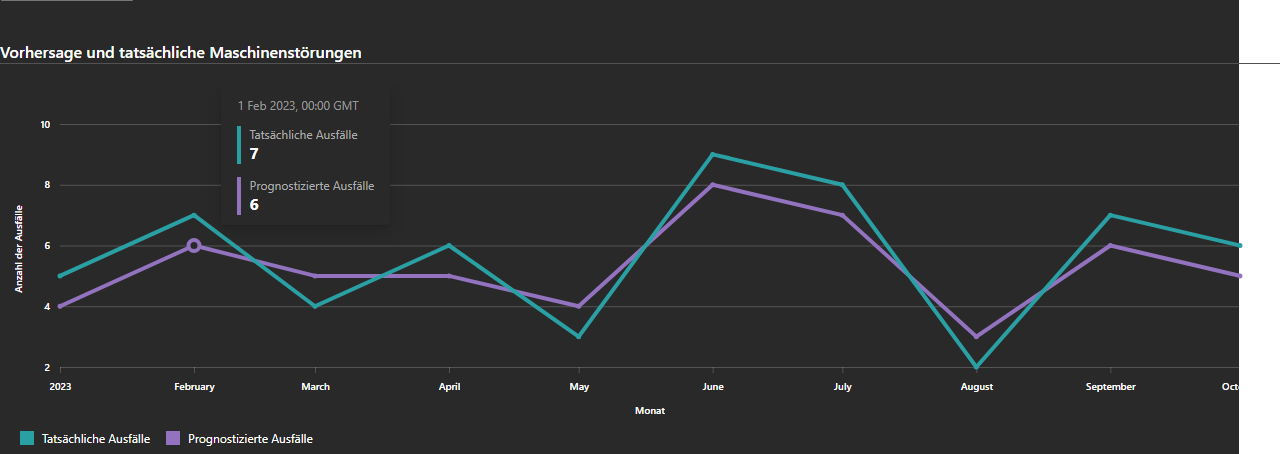 Vorhersage und tatsächliche Maschinenstörungen
1 Feb 2023, 00:00 GMT
Tatsächliche Ausfälle
7
Prognostizierte Ausfälle
6
Anzahl der Ausfälle
10
8
6
4
2
2023 February March April May June July August September Octo
Monat
Tatsächliche Ausfälle Prognostizierte Ausfälle